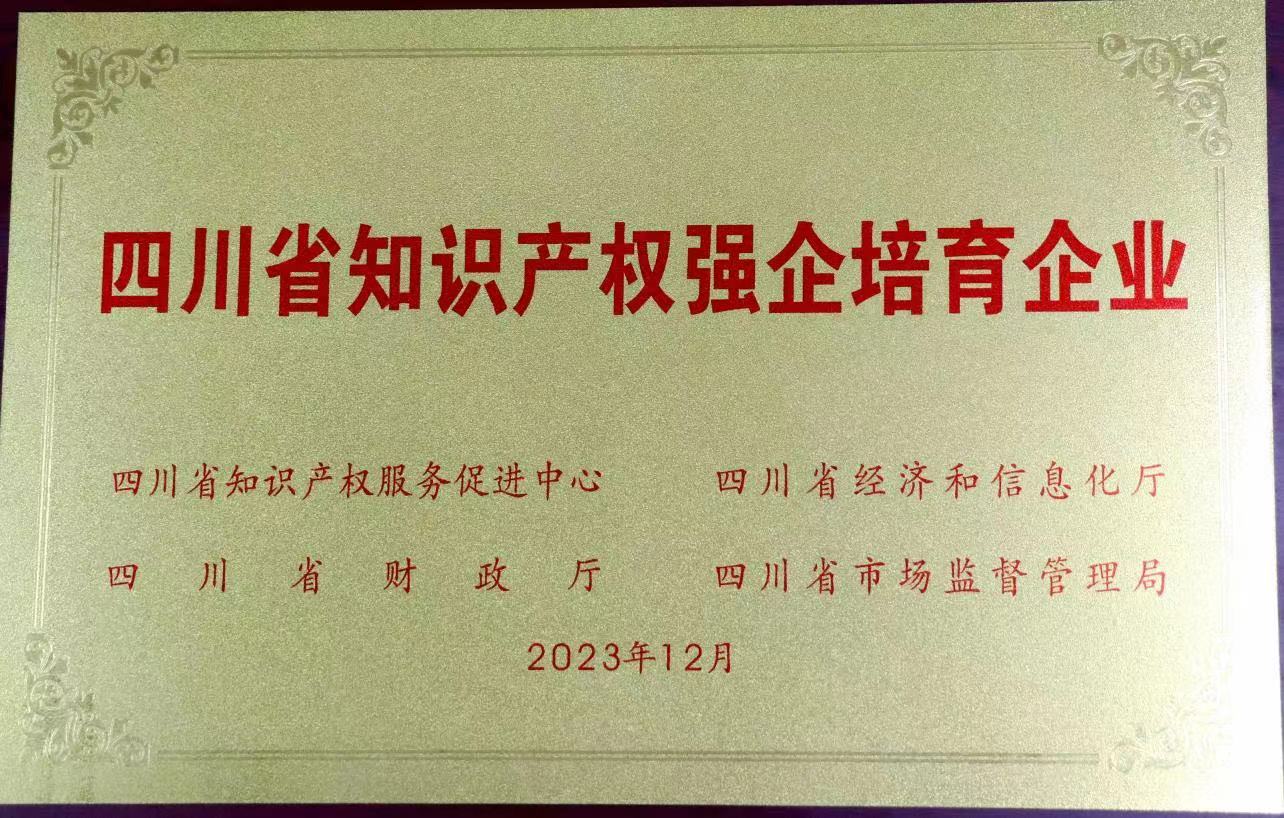 四川省知识产权强企培育企业
四川省知识产权服务促进中心 四川省经济和信息化厅
四川省财政厅 四川省市场监督管理局
2023年12月